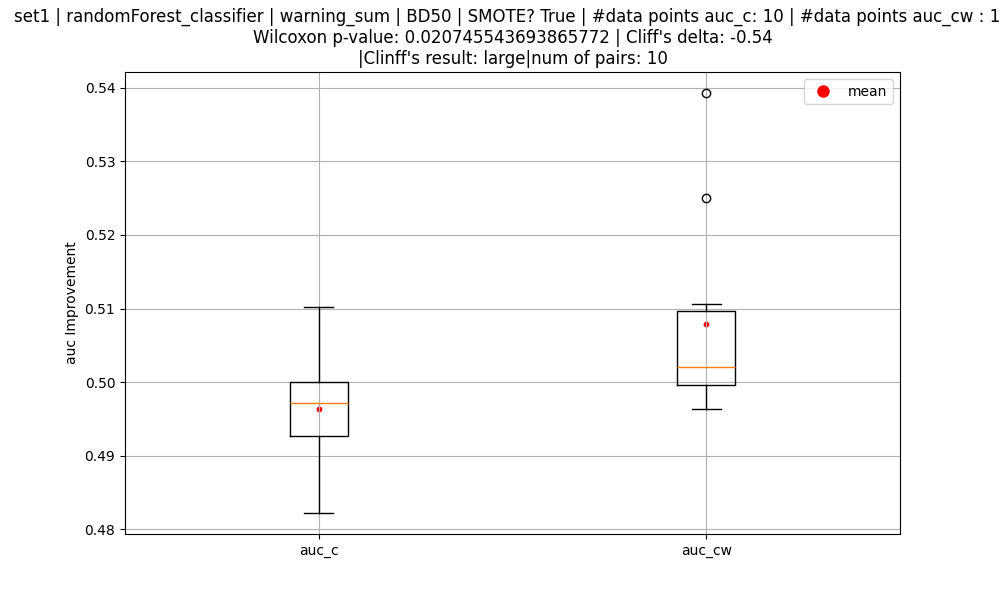 set1 | randomForest_classifier | warning_sum | BD50 | SMOTE? True | #data points auc_c: 10 | #data points auc_cw : 1
Wilcoxon p-value: 0.020745543693865772 | Cliff's delta: -0.54
|Clinff's result: large|num of pairs: 10
mean
0.54
0.53
0.52
0.51
0.50
0.49
0.48
auc Improvement
auc_c
auc_cw